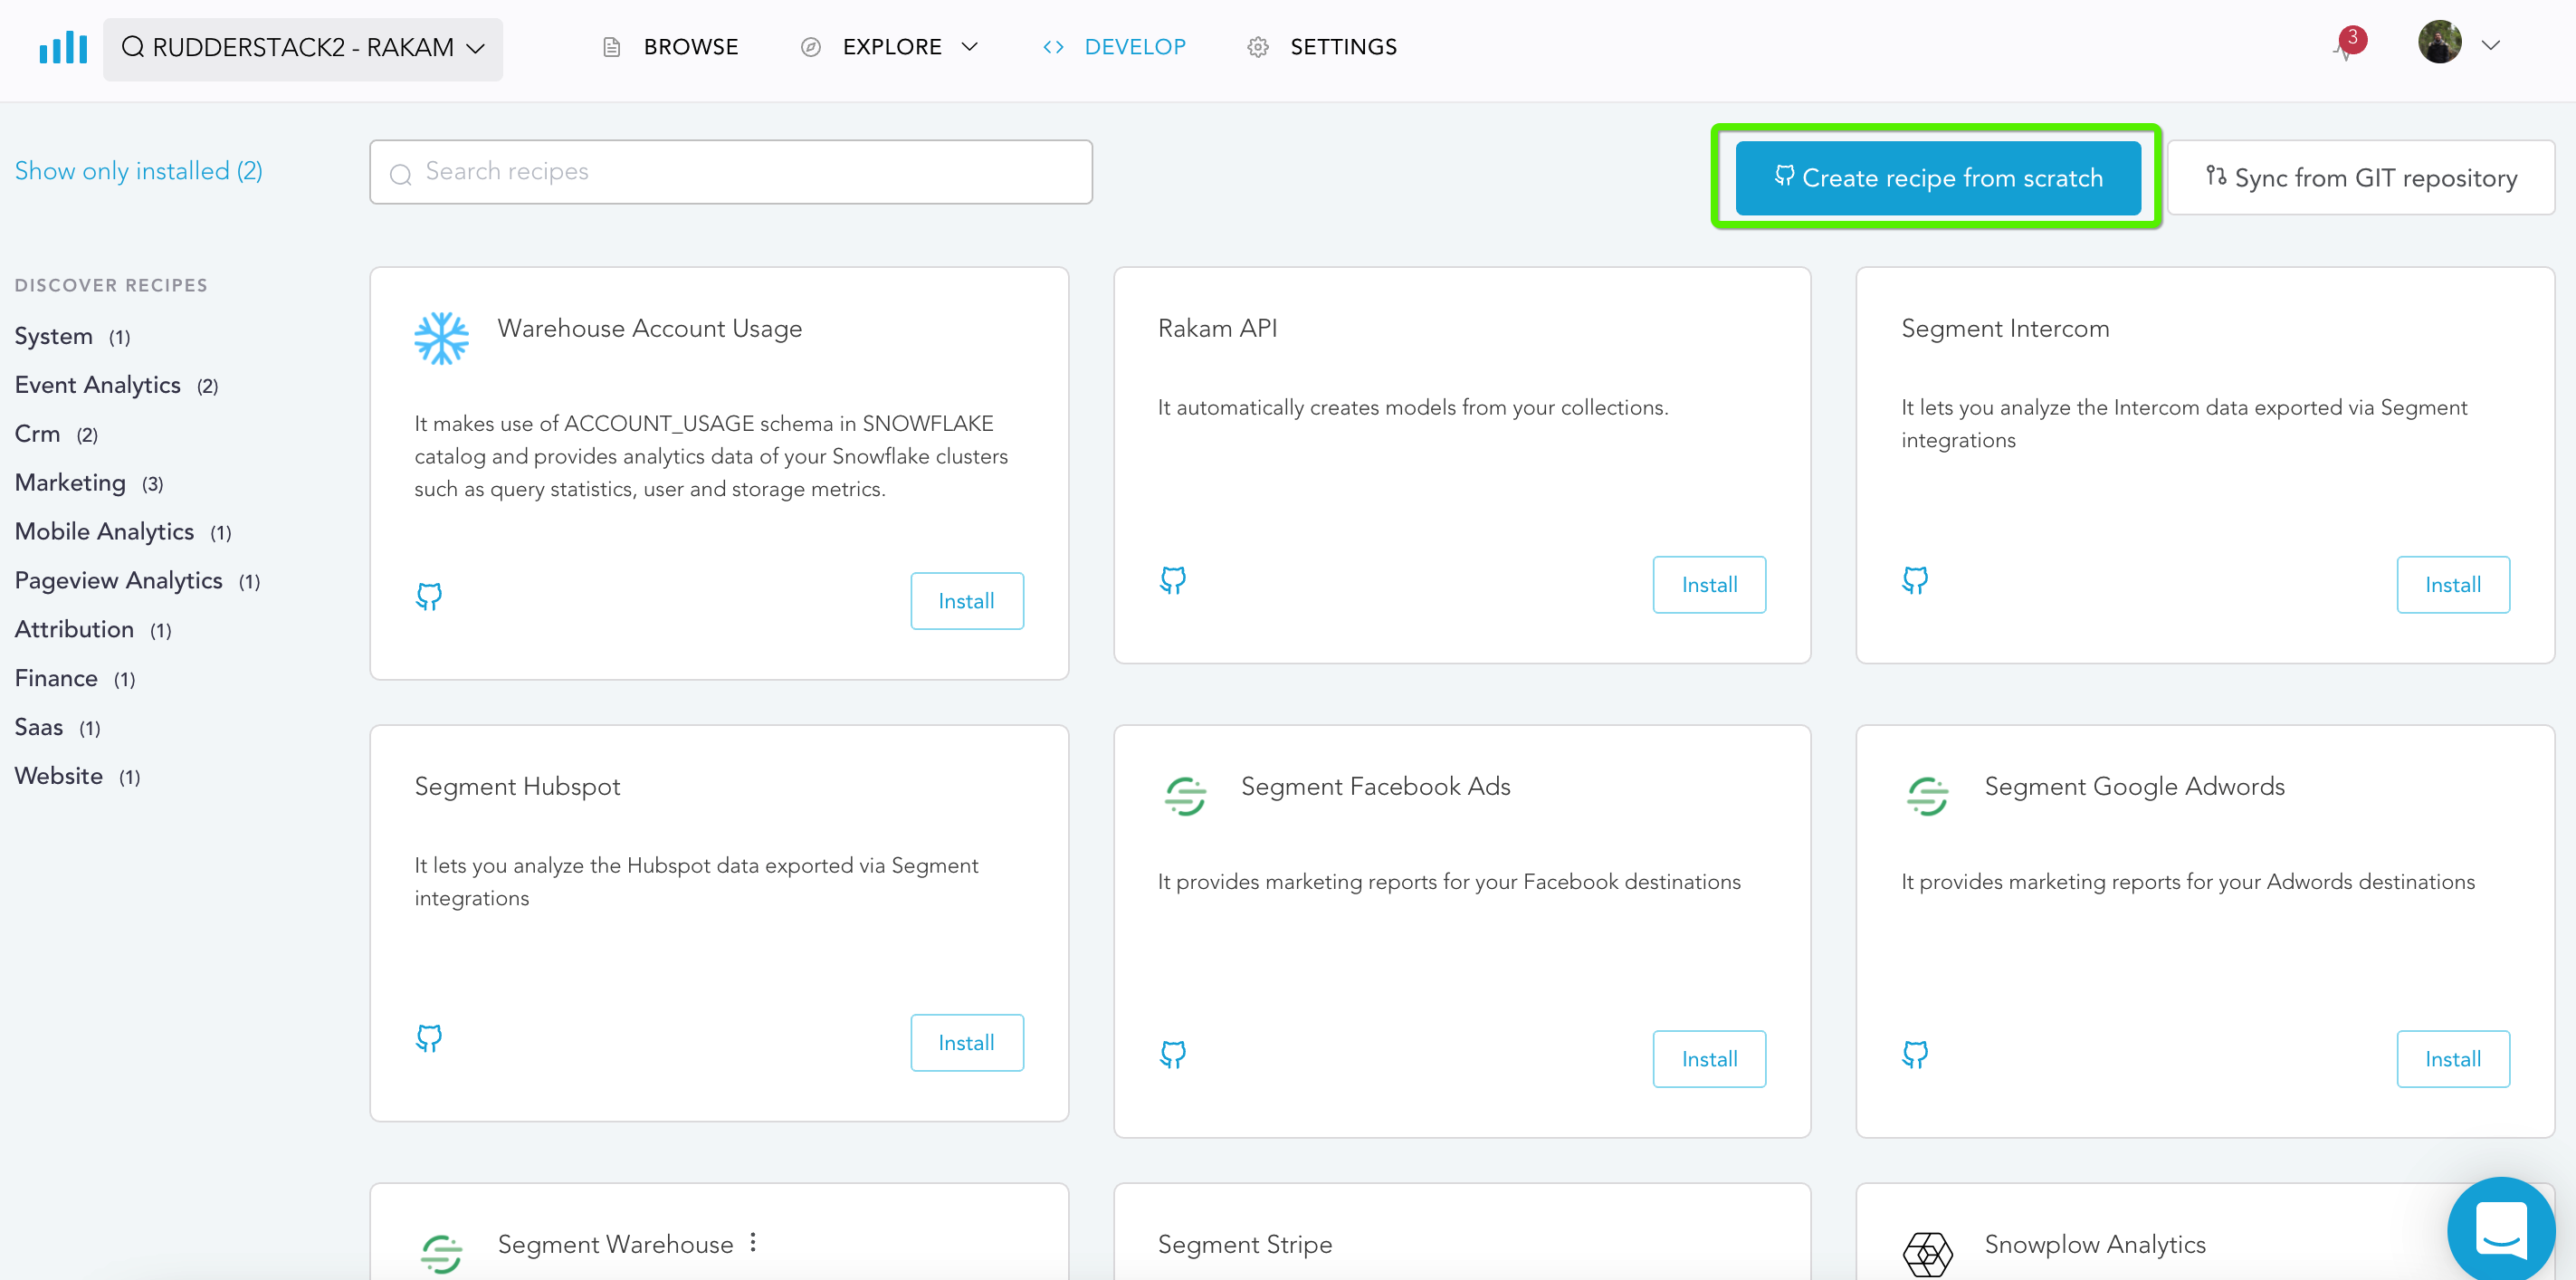 RUDDERSTACK2 - RAKAM
BROWSE
EXPLORE
DEVELOP
SETTINGS
3
Show only installed (2)
Search recipes
Create recipe from scratch
Sync from GIT repository
DISCOVER RECIPES
System (1)
Event Analytics (2)
Crm (2)
Marketing (3)
Mobile Analytics (1)
Pageview Analytics (1)
Attribution (1)
Finance (1)
Saas (1)
Website (1)
Warehouse Account Usage
It makes use of ACCOUNT_USAGE schema in SNOWFLAKE
catalog and provides analytics data of your Snowflake clusters
such as query statistics, user and storage metrics.
Install
Rakam API
It automatically creates models from your collections.
Install
Segment Intercom
It lets you analyze the Intercom data exported via Segment
integrations
Install
Segment Hubspot
It lets you analyze the Hubspot data exported via Segment
integrations
Install
Segment Facebook Ads
It provides marketing reports for your Facebook destinations
Install
Segment Google Adwords
It provides marketing reports for your Adwords destinations
Install
Segment Warehouse
Segment Stripe
Snowplow Analytics